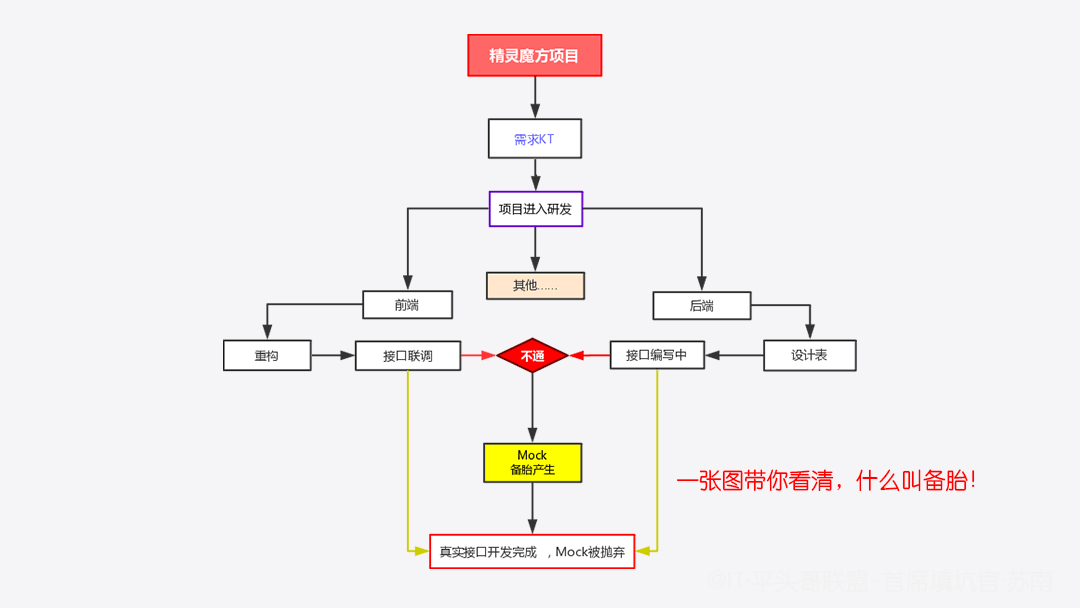 精灵魔方项目
需求KT
项目进入研发
其他……
前端
后端
重构
接口联调
不通
接口编写中
设计表
Mock
备胎产生
一张图带你看清，什么叫备胎！
真实接口开发完成 ，Mock被抛弃
@IT·平头哥联盟-首席填坑官 苏南